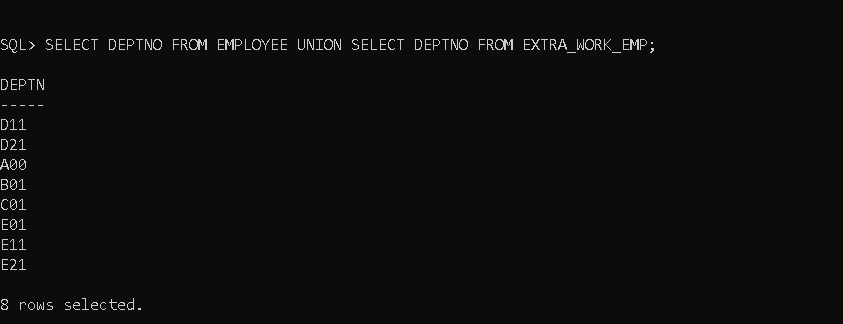 SQL> SELECT DEPTNO FROM EMPLOYEE UNION SELECT DEPTNO FROM EXTRA_WORK_EMP;
DEPTN
-----
D11
D21
A00
B01
C01
E01
E11
E21
8 rows selected.